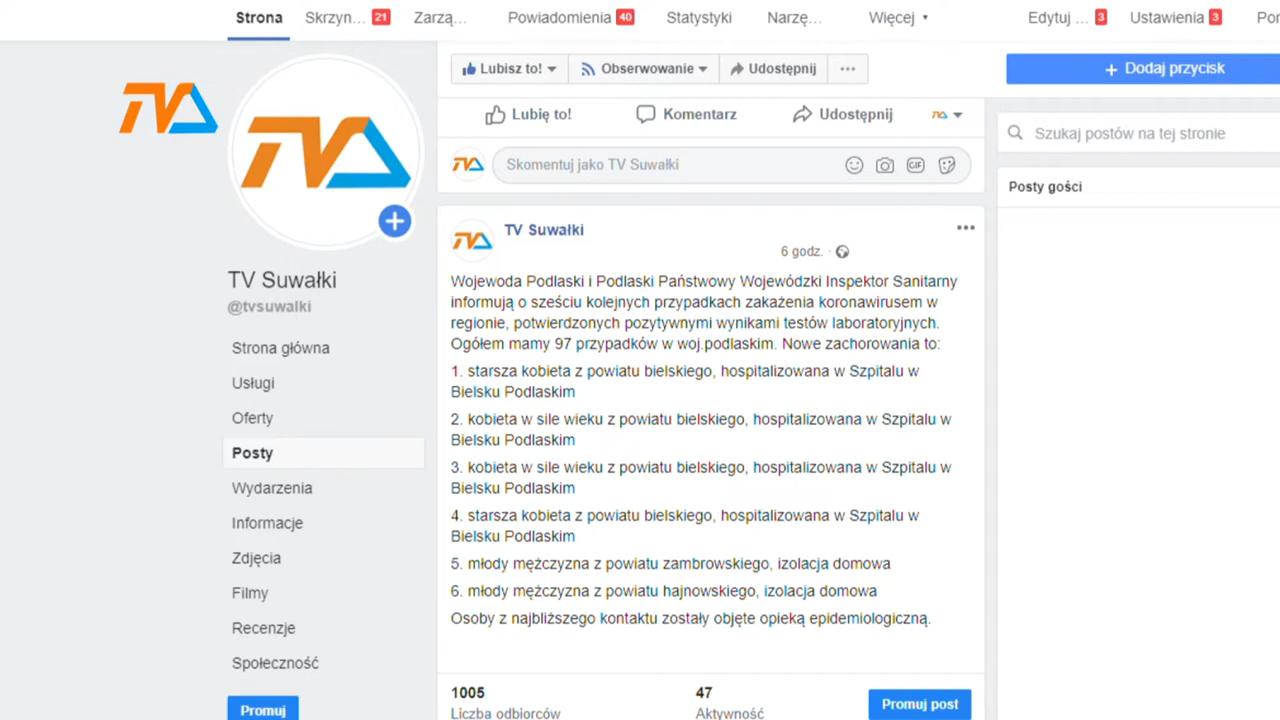 Strona Skrzyn... 21 Zarzą... Powiadomienia 40 Statystyki Narzę... Więcej Edytuj ... 3 Ustawienia 3
Lubisz to! Obserwowanie Udostępnij ...
+ Dodaj przycisk
TVA
TVA
Lubię to! Komentarz Udostępnij TVA
Szukaj postów na tej stronie
TVA Skomentuj jako TV Suwałki GIF
Posty gości
TVA TV Suwałki
6 godz.
TV Suwałki
@tvsuwalki
Strona główna
Usługi
Oferty
Posty
Wydarzenia
Informacje
Zdjęcia
Filmy
Recenzje
Społeczność
Promuj
Wojewoda Podlaski i Podlaski Państwowy Wojewódzki Inspektor Sanitarny
informują o sześciu kolejnych przypadkach zakażenia koronawirusem w
regionie, potwierdzonych pozytywnymi wynikami testów laboratoryjnych.
Ogółem mamy 97 przypadków w woj.podlaskim. Nowe zachorowania to:
1. starsza kobieta z powiatu bielskiego, hospitalizowana w Szpitalu w
Bielsku Podlaskim
2. kobieta w sile wieku z powiatu bielskiego, hospitalizowana w Szpitalu w
Bielsku Podlaskim
3. kobieta w sile wieku z powiatu bielskiego, hospitalizowana w Szpitalu w
Bielsku Podlaskim
4. starsza kobieta z powiatu bielskiego, hospitalizowana w Szpitalu w
Bielsku Podlaskim
5. młody mężczyzna z powiatu zambrowskiego, izolacja domowa
6. młody mężczyzna z powiatu hajnowskiego, izolacja domowa
Osoby z najbliższego kontaktu zostały objęte opieką epidemiologiczną.
1005 47 Promuj post
Liczba odbiorców Aktywność